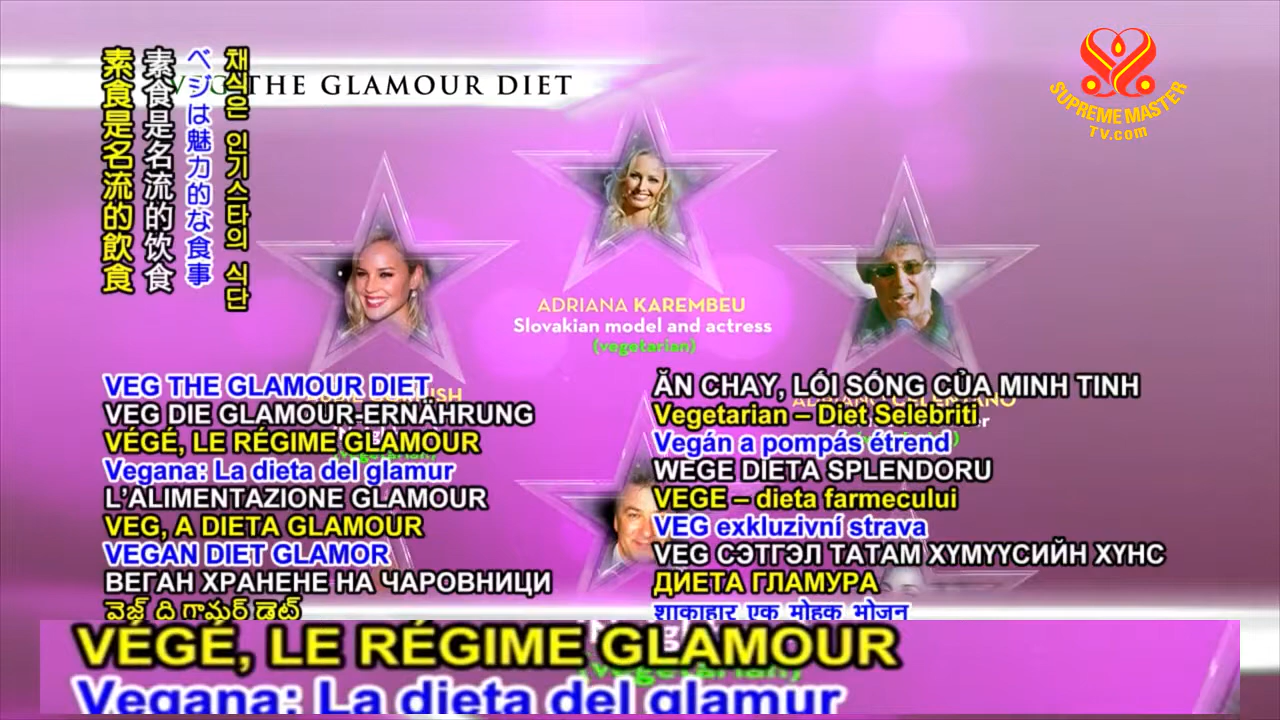 VEG THE GLAMOUR DIET
SUPREME MASTER
TV.com
素食是名流的飲食
素食是名流的饮食
ベジは魅力的な食事
채식은 인기스타의 식단
ADRIANA KAREMBEU
Slovakian model and actress
(vegetarian)
VEG THE GLAMOUR DIET
VEG DIE GLAMOUR-ERNÄHRUNG
VÉGÉ, LE RÉGIME GLAMOUR
Vegana: La dieta del glamur
L'ALIMENTAZIONE GLAMOUR
VEG, A DIETA GLAMOUR
VEGAN DIET GLAMOR
ВЕГАН ХРАНЕНЕ НА ЧАРОВНИЦИ
వెజ్ ది గ్లామర్ డైట్
ĂN CHAY, LỐI SỐNG CỦA MINH TINH
Vegetarian – Diet Selebriti
Vegán a pompás étrend
WEGE DIETA SPLENDORU
VEGE – dieta farmecului
VEG exkluzivní strava
VEG СЭТГЭЛ ТАТАМ ХҮМҮҮСИЙН ХҮНС
ДИЕТА ГЛАМУРА
शाकाहार एक मोहक भोजन
VÉGÉ, LE RÉGIME GLAMOUR
Vegana: La dieta del glamur